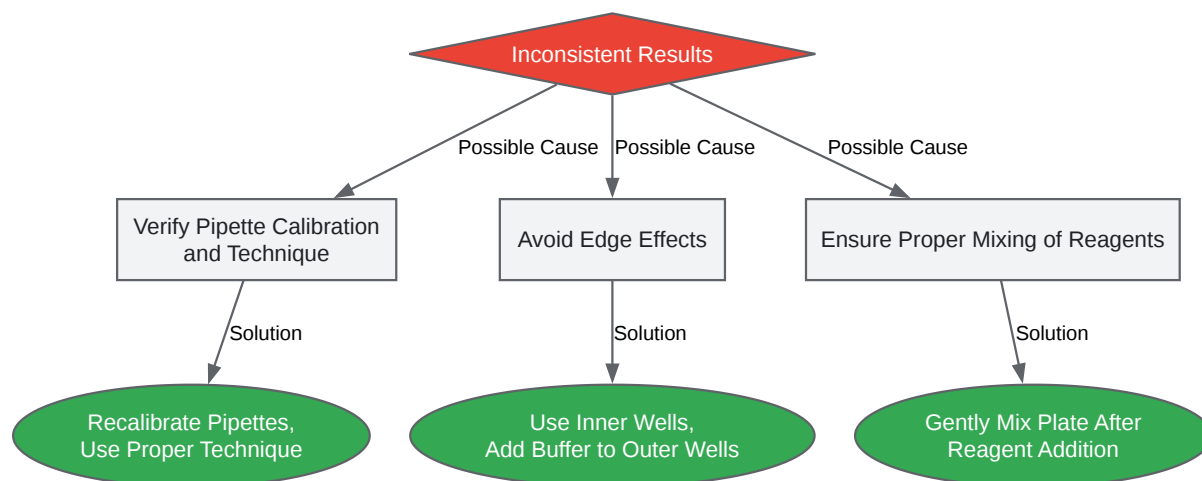 Inconsistent Results
Possible Cause
Possible Cause
Possible Cause
Verify Pipette Calibration
and Technique
Avoid Edge Effects
Ensure Proper Mixing of Reagents
Solution
Solution
Solution
Recalibrate Pipettes,
Use Proper Technique
Use Inner Wells,
Add Buffer to Outer Wells
Gently Mix Plate After
Reagent Addition